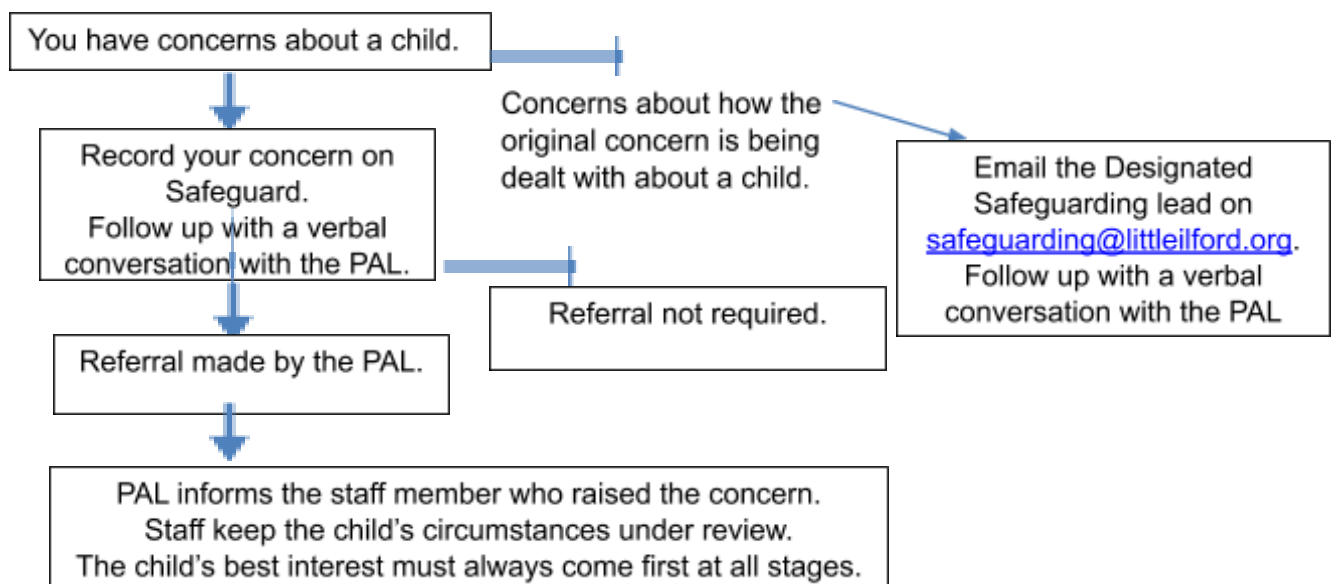 You have concerns about a child.
Concerns about how the
original concern is being
dealt with about a child.
Email the Designated
Safeguarding lead on
safeguarding@littleilford.org.
Follow up with a verbal
conversation with the PAL
Record your concern on
Safeguard.
Follow up with a verbal
conversation with the PAL.
Referral not required.
Referral made by the PAL.
PAL informs the staff member who raised the concern.
Staff keep the child’s circumstances under review.
The child’s best interest must always come first at all stages.